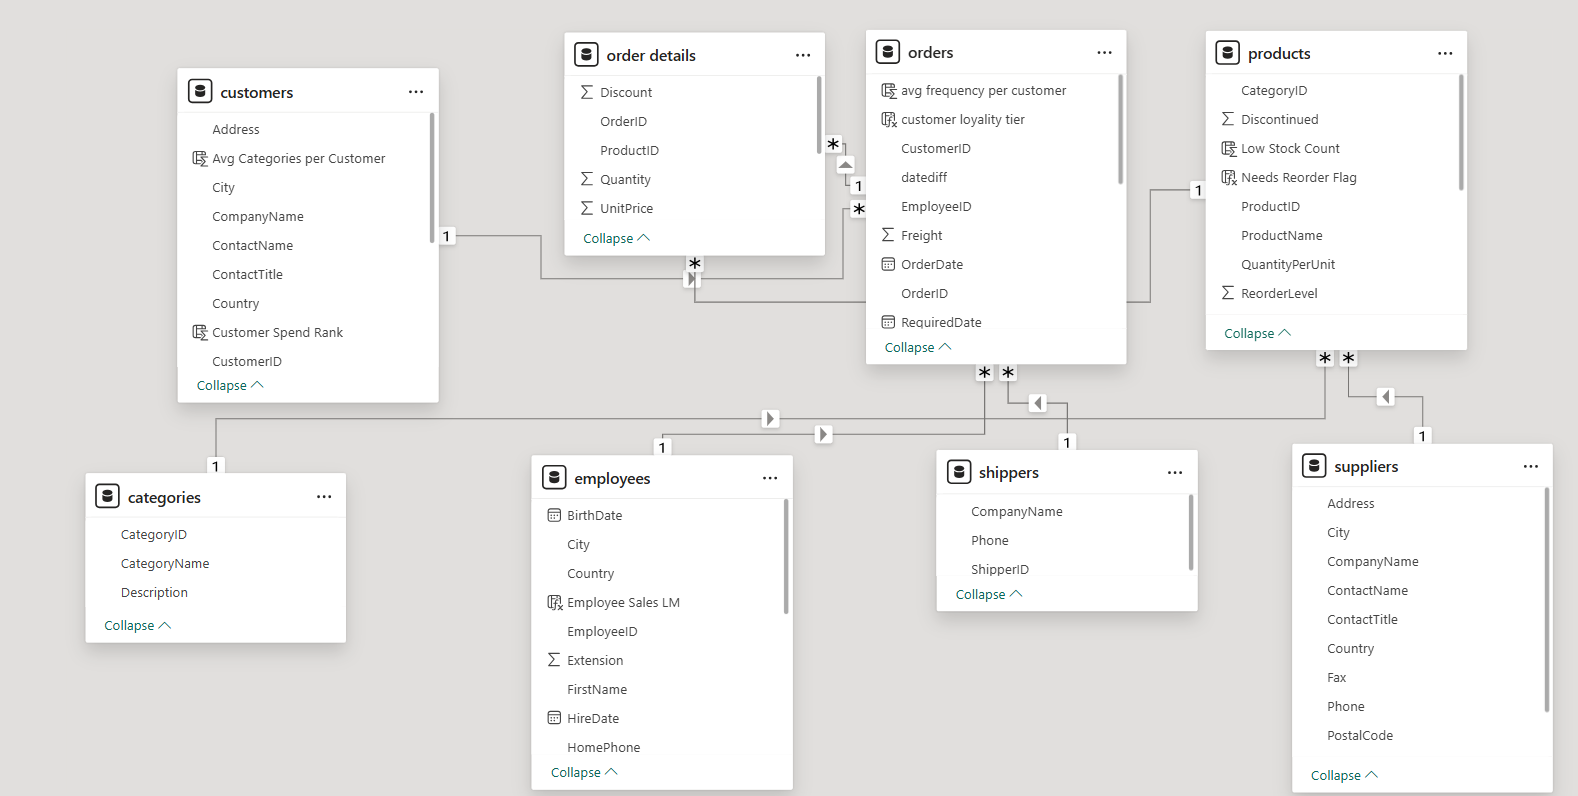 customers
Address
Avg Categories per Customer
City
CompanyName
ContactName
ContactTitle
Country
Customer Spend Rank
CustomerID
Collapse
order details
Discount
OrderID
ProductID
Quantity
UnitPrice
Collapse
orders
avg frequency per customer
customer loyality tier
CustomerID
datediff
EmployeeID
Freight
OrderDate
OrderID
RequiredDate
Collapse
products
CategoryID
Discontinued
Low Stock Count
Needs Reorder Flag
ProductID
ProductName
QuantityPerUnit
ReorderLevel
Collapse
1
*
1
*
*
1
*
*
*
*
1
1
1
1
categories
CategoryID
CategoryName
Description
Collapse
employees
BirthDate
City
Country
Employee Sales LM
EmployeeID
Extension
FirstName
HireDate
HomePhone
Collapse
shippers
CompanyName
Phone
ShipperID
Collapse
suppliers
Address
City
CompanyName
ContactName
ContactTitle
Country
Fax
Phone
PostalCode
Collapse